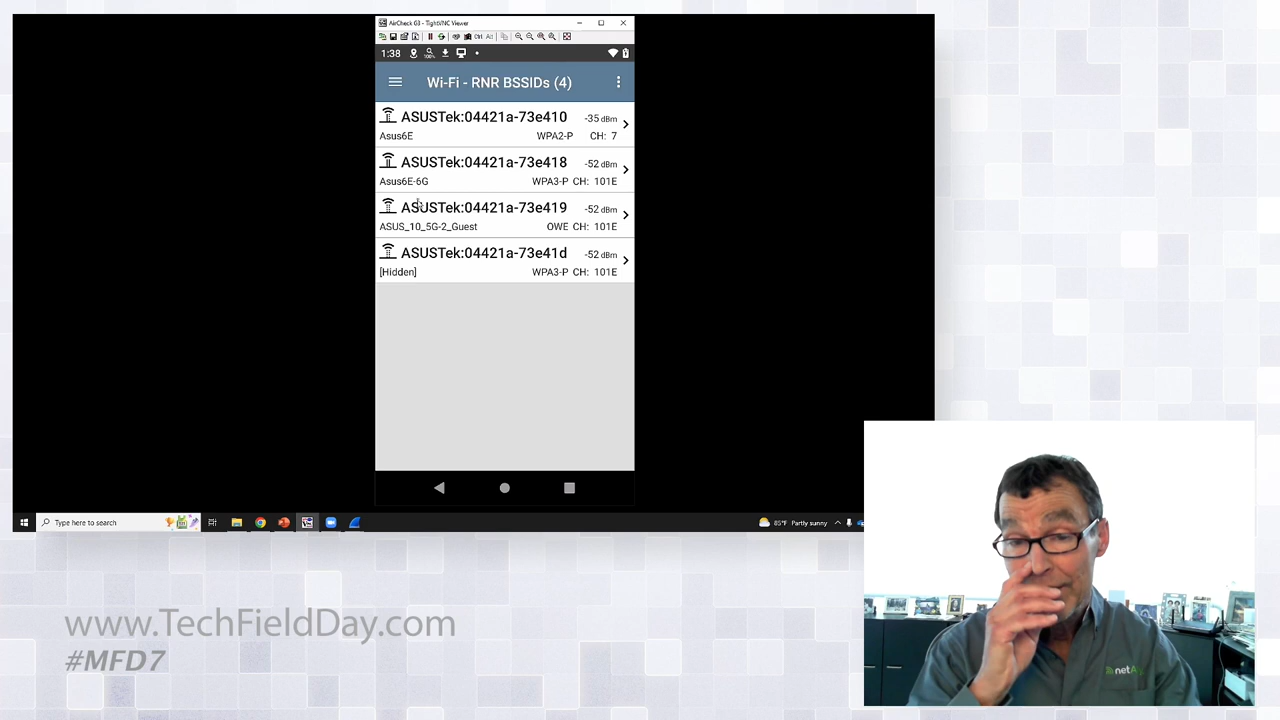 AirCheck G3 - TightVNC Viewer
Ctrl Alt
1:38
100%
Wi-Fi - RNR BSSIDs (4)
ASUSTek:04421a-73e410 -35 dBm
Asus6E WPA2-P CH: 7
ASUSTek:04421a-73e418 -52 dBm
Asus6E-6G WPA3-P CH: 101E
ASUSTek:04421a-73e419 -52 dBm
ASUS_10_5G-2_Guest OWE CH: 101E
ASUSTek:04421a-73e41d -52 dBm
[Hidden] WPA3-P CH: 101E
Type here to search
85°F Partly sunny
www.TechFieldDay.com
#MFD7